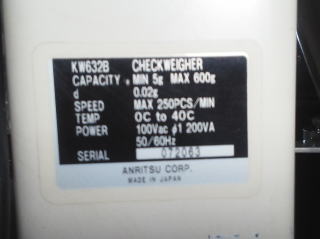 KW632B CHECKWEIGHER
CAPACITY MIN 5g MAX 600g
d 0.02g
SPEED MAX 250PCS/MIN
TEMP 0C to 40C
POWER 100Vac ϕ1 200VA
50/60Hz
SERIAL 072063
ANRITSU CORP.
MADE IN JAPAN